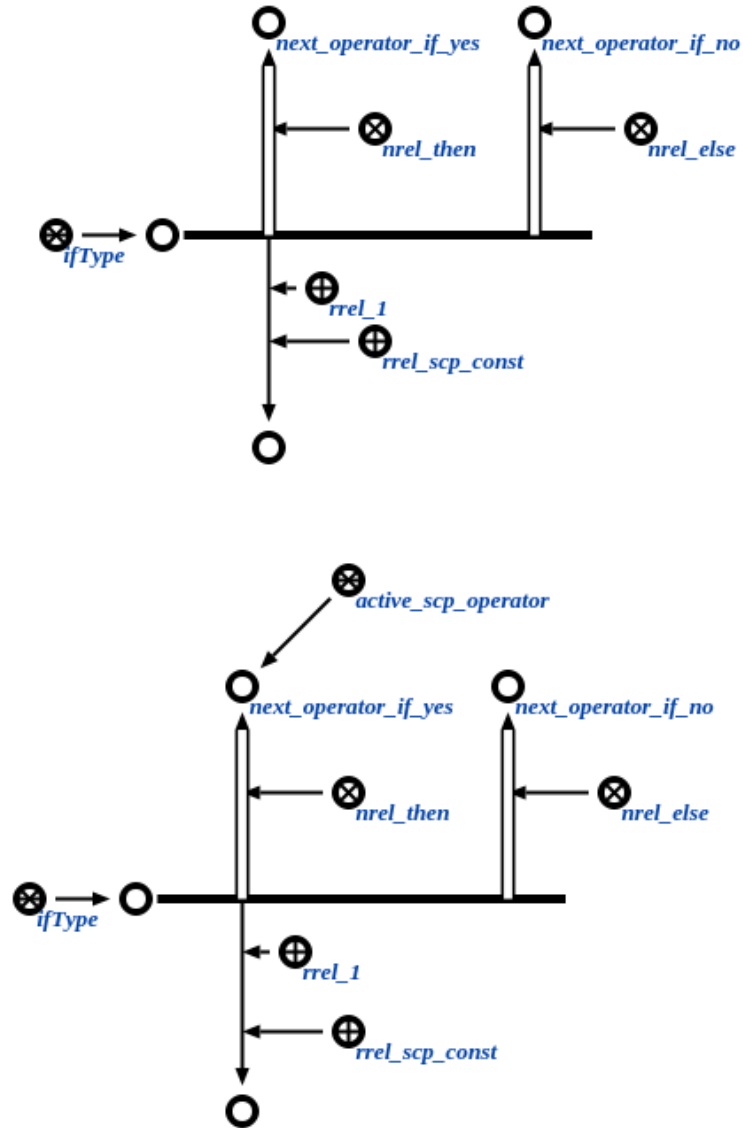 next_operator_if_yes
next_operator_if_no
nrel_then
nrel_else
ifType
rrel_1
rrel_scp_const
active_scp_operator
next_operator_if_yes
next_operator_if_no
nrel_then
nrel_else
ifType
rrel_1
rrel_scp_const